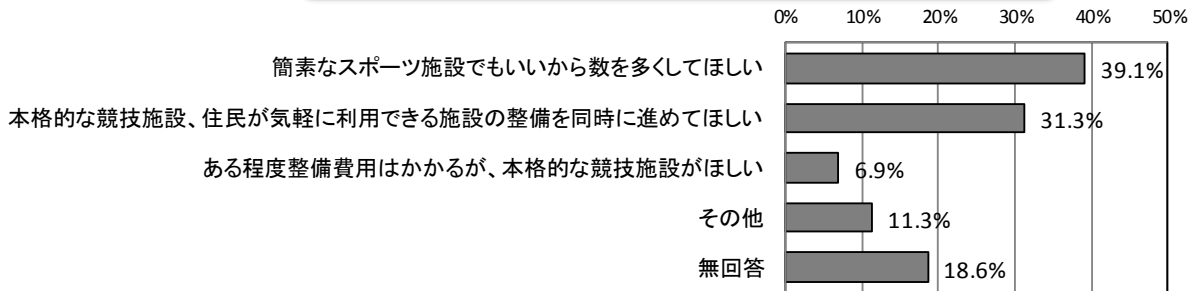 0% 10% 20% 30% 40% 50%
簡素なスポーツ施設でもいいから数を多くしてほしい 39.1%
本格的な競技施設、住民が気軽に利用できる施設の整備を同時に進めてほしい 31.3%
ある程度整備費用はかかるが、本格的な競技施設がほしい 6.9%
その他 11.3%
無回答 18.6%